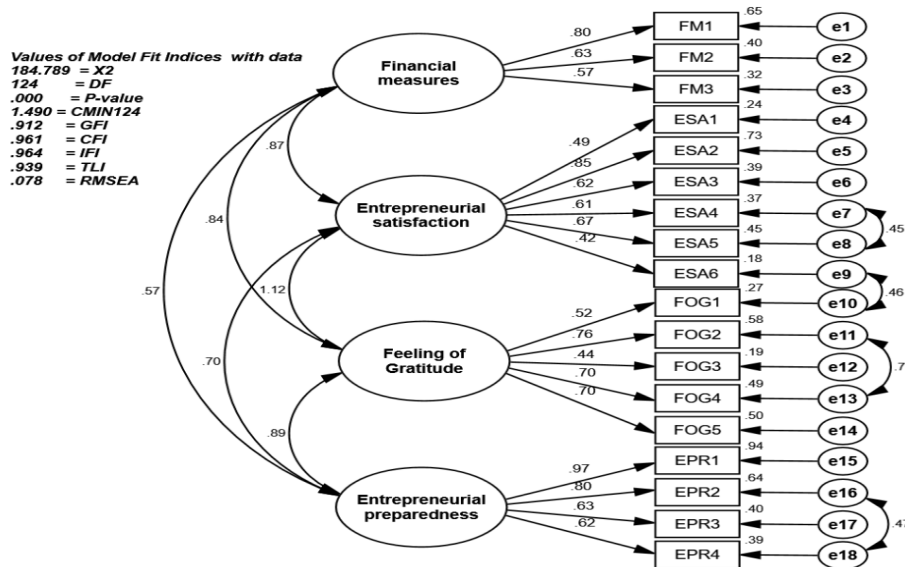 Values of Model Fit Indices with data
184.789 = X2
124 = DF
.000 = P-value
1.490 = CMIN124
.912 = GFI
.961 = CFI
.964 = IFI
.939 = TLI
.078 = RMSEA
Financial
measures
Entrepreneurial
satisfaction
Feeling of
Gratitude
Entrepreneurial
preparedness
.87
.84
.57
1.12
.70
.89
.80 FM1 .65 e1
.63 FM2 .40 e2
.57 FM3 .32 e3
.49 ESA1 .24 e4
.85 ESA2 .73 e5
.62 ESA3 .39 e6
.61 ESA4 .37 e7
.67 ESA5 .45 e8
.42 ESA6 .18 e9
.52 FOG1 .27 e10
.76 FOG2 .58 e11
.44 FOG3 .19 e12
.70 FOG4 .49 e13
.70 FOG5 .50 e14
.97 EPR1 .94 e15
.80 EPR2 .64 e16
.63 EPR3 .40 e17
.62 EPR4 .39 e18
.45
.46
.47